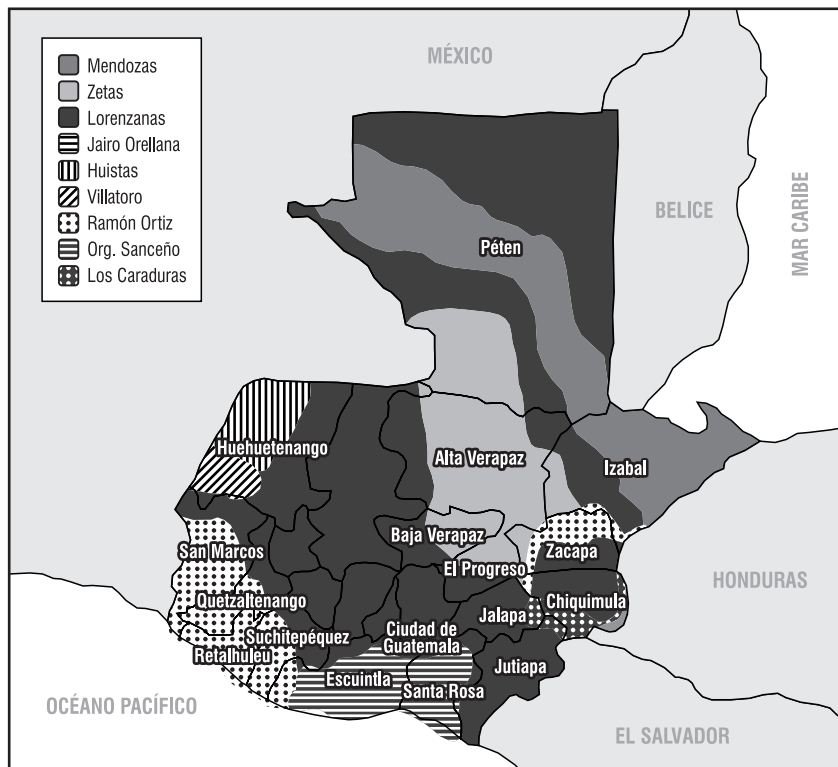 MÉXICO
Mendozas
Zetas
Lorenzanas
Jairo Orellana
Huistas
Villatoro
Ramón Ortiz
Org. Sanceño
Los Caraduras
BELICE
MAR CARIBE
Péten
Huehuetenango
Alta Verapaz
Izabal
Baja Verapaz
San Marcos
Zacapa
El Progreso
HONDURAS
Quetzaltenango
Chiquimula
Jalapa
Suchitepéquez
Ciudad de
Guatemala
Retalhuleu
Jutiapa
Escuintla
Santa Rosa
OCÉANO PACÍFICO
EL SALVADOR